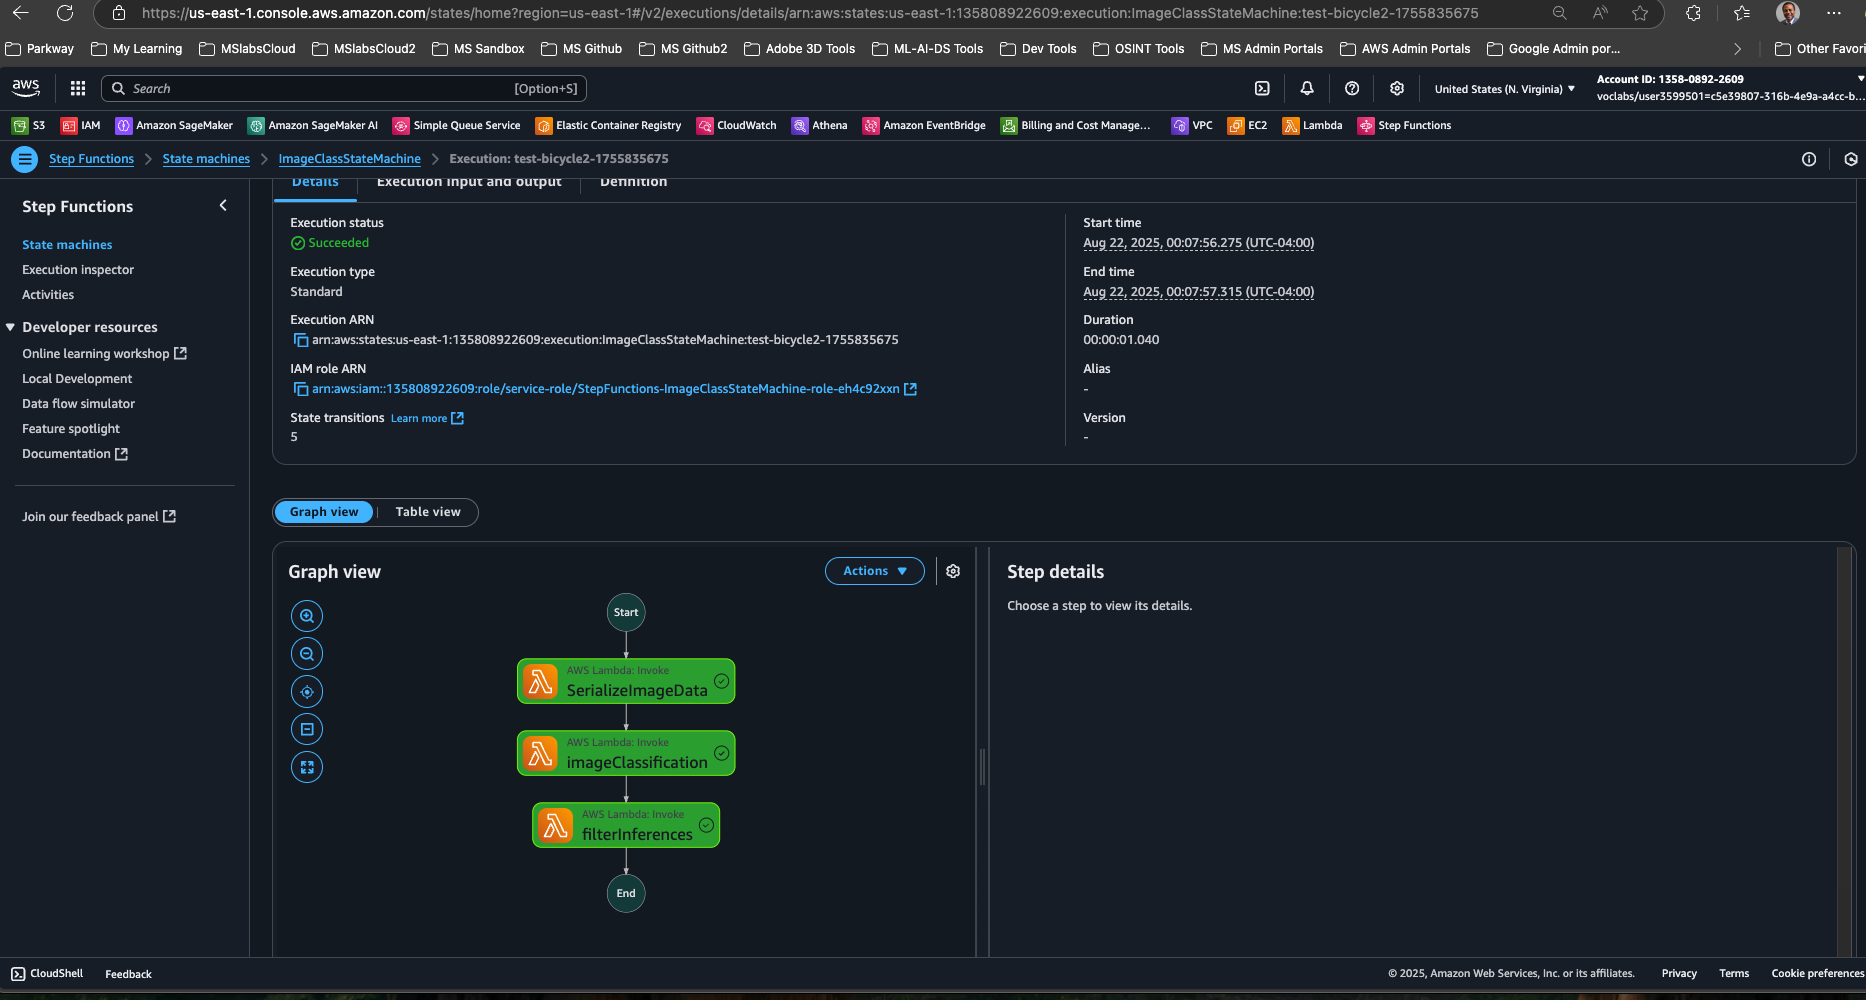 https://us-east-1.console.aws.amazon.com/states/home?region=us-east-1#/v2/executions/details/arn:aws:states:us-east-1:135808922609:execution:ImageClassStateMachine:test-bicycle2-1755835675
Parkway My Learning MSlabsCloud MSlabsCloud2 MS Sandbox MS Github MS Github2 Adobe 3D Tools ML-AI-DS Tools Dev Tools OSINT Tools MS Admin Portals AWS Admin Portals Google Admin por... Other Favori
aws Search [Option+S] United States (N. Virginia) Account ID: 1358-0892-2609
voclabs/user3599501=c5e39807-316b-4e9a-a4cc-b...
S3 IAM Amazon SageMaker Amazon SageMaker AI Simple Queue Service Elastic Container Registry CloudWatch Athena Amazon EventBridge Billing and Cost Manage... VPC EC2 Lambda Step Functions
Step Functions State machines ImageClassStateMachine Execution: test-bicycle2-1755835675
Details Execution input and output Definition
Step Functions
State machines
Execution inspector
Activities
Developer resources
Online learning workshop
Local Development
Data flow simulator
Feature spotlight
Documentation
Join our feedback panel
Execution status
Succeeded
Execution type
Standard
Execution ARN
arn:aws:states:us-east-1:135808922609:execution:ImageClassStateMachine:test-bicycle2-1755835675
IAM role ARN
arn:aws:iam::135808922609:role/service-role/StepFunctions-ImageClassStateMachine-role-eh4c92xxn
State transitions Learn more
5
Start time
Aug 22, 2025, 00:07:56.275 (UTC-04:00)
End time
Aug 22, 2025, 00:07:57.315 (UTC-04:00)
Duration
00:00:01.040
Alias
-
Version
-
Graph view Table view
Graph view Actions
Start
AWS Lambda: Invoke
SerializeImageData
AWS Lambda: Invoke
imageClassification
AWS Lambda: Invoke
filterInferences
End
Step details
Choose a step to view its details.
CloudShell Feedback © 2025, Amazon Web Services, Inc. or its affiliates. Privacy Terms Cookie preferences